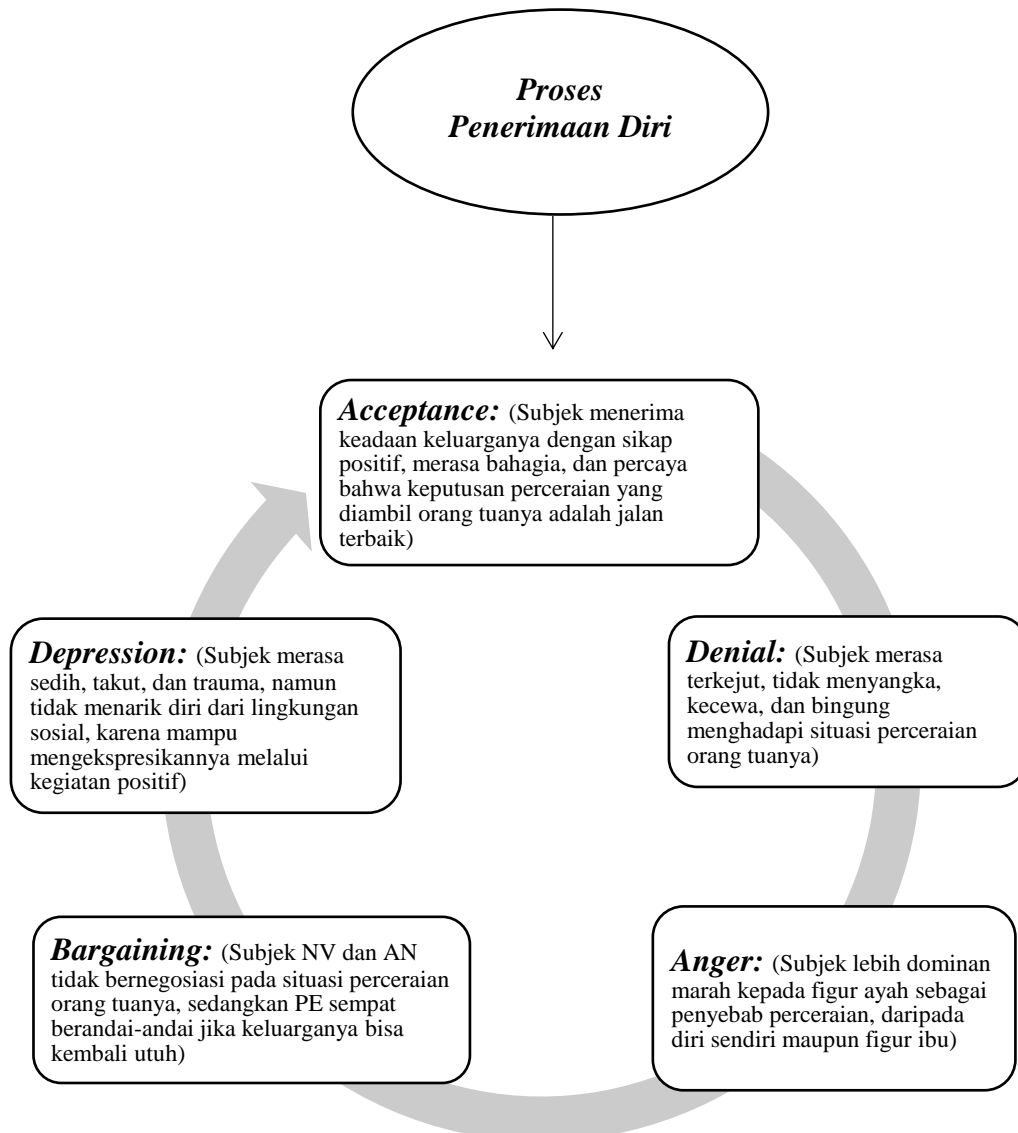 Proses
Penerimaan Diri
Acceptance: (Subjek menerima
keadaan keluarganya dengan sikap
positif, merasa bahagia, dan percaya
bahwa keputusan perceraian yang
diambil orang tuanya adalah jalan
terbaik)
Depression: (Subjek merasa
sedih, takut, dan trauma, namun
tidak menarik diri dari lingkungan
sosial, karena mampu
mengekspresikannya melalui
kegiatan positif)
Denial: (Subjek merasa
terkejut, tidak menyangka,
kecewa, dan bingung
menghadapi situasi perceraian
orang tuanya)
Bargaining: (Subjek NV dan AN
tidak bernegosiasi pada situasi perceraian
orang tuanya, sedangkan PE sempat
berandai-andai jika keluarganya bisa
kembali utuh)
Anger: (Subjek lebih dominan
marah kepada figur ayah sebagai
penyebab perceraian, daripada
diri sendiri maupun figur ibu)